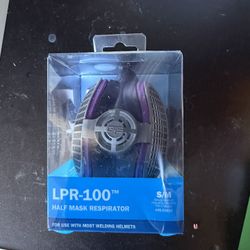 LPR-100™
HALF MASK RESPIRATOR
S/M
FOR USE WITH MOST WELDING HELMETS